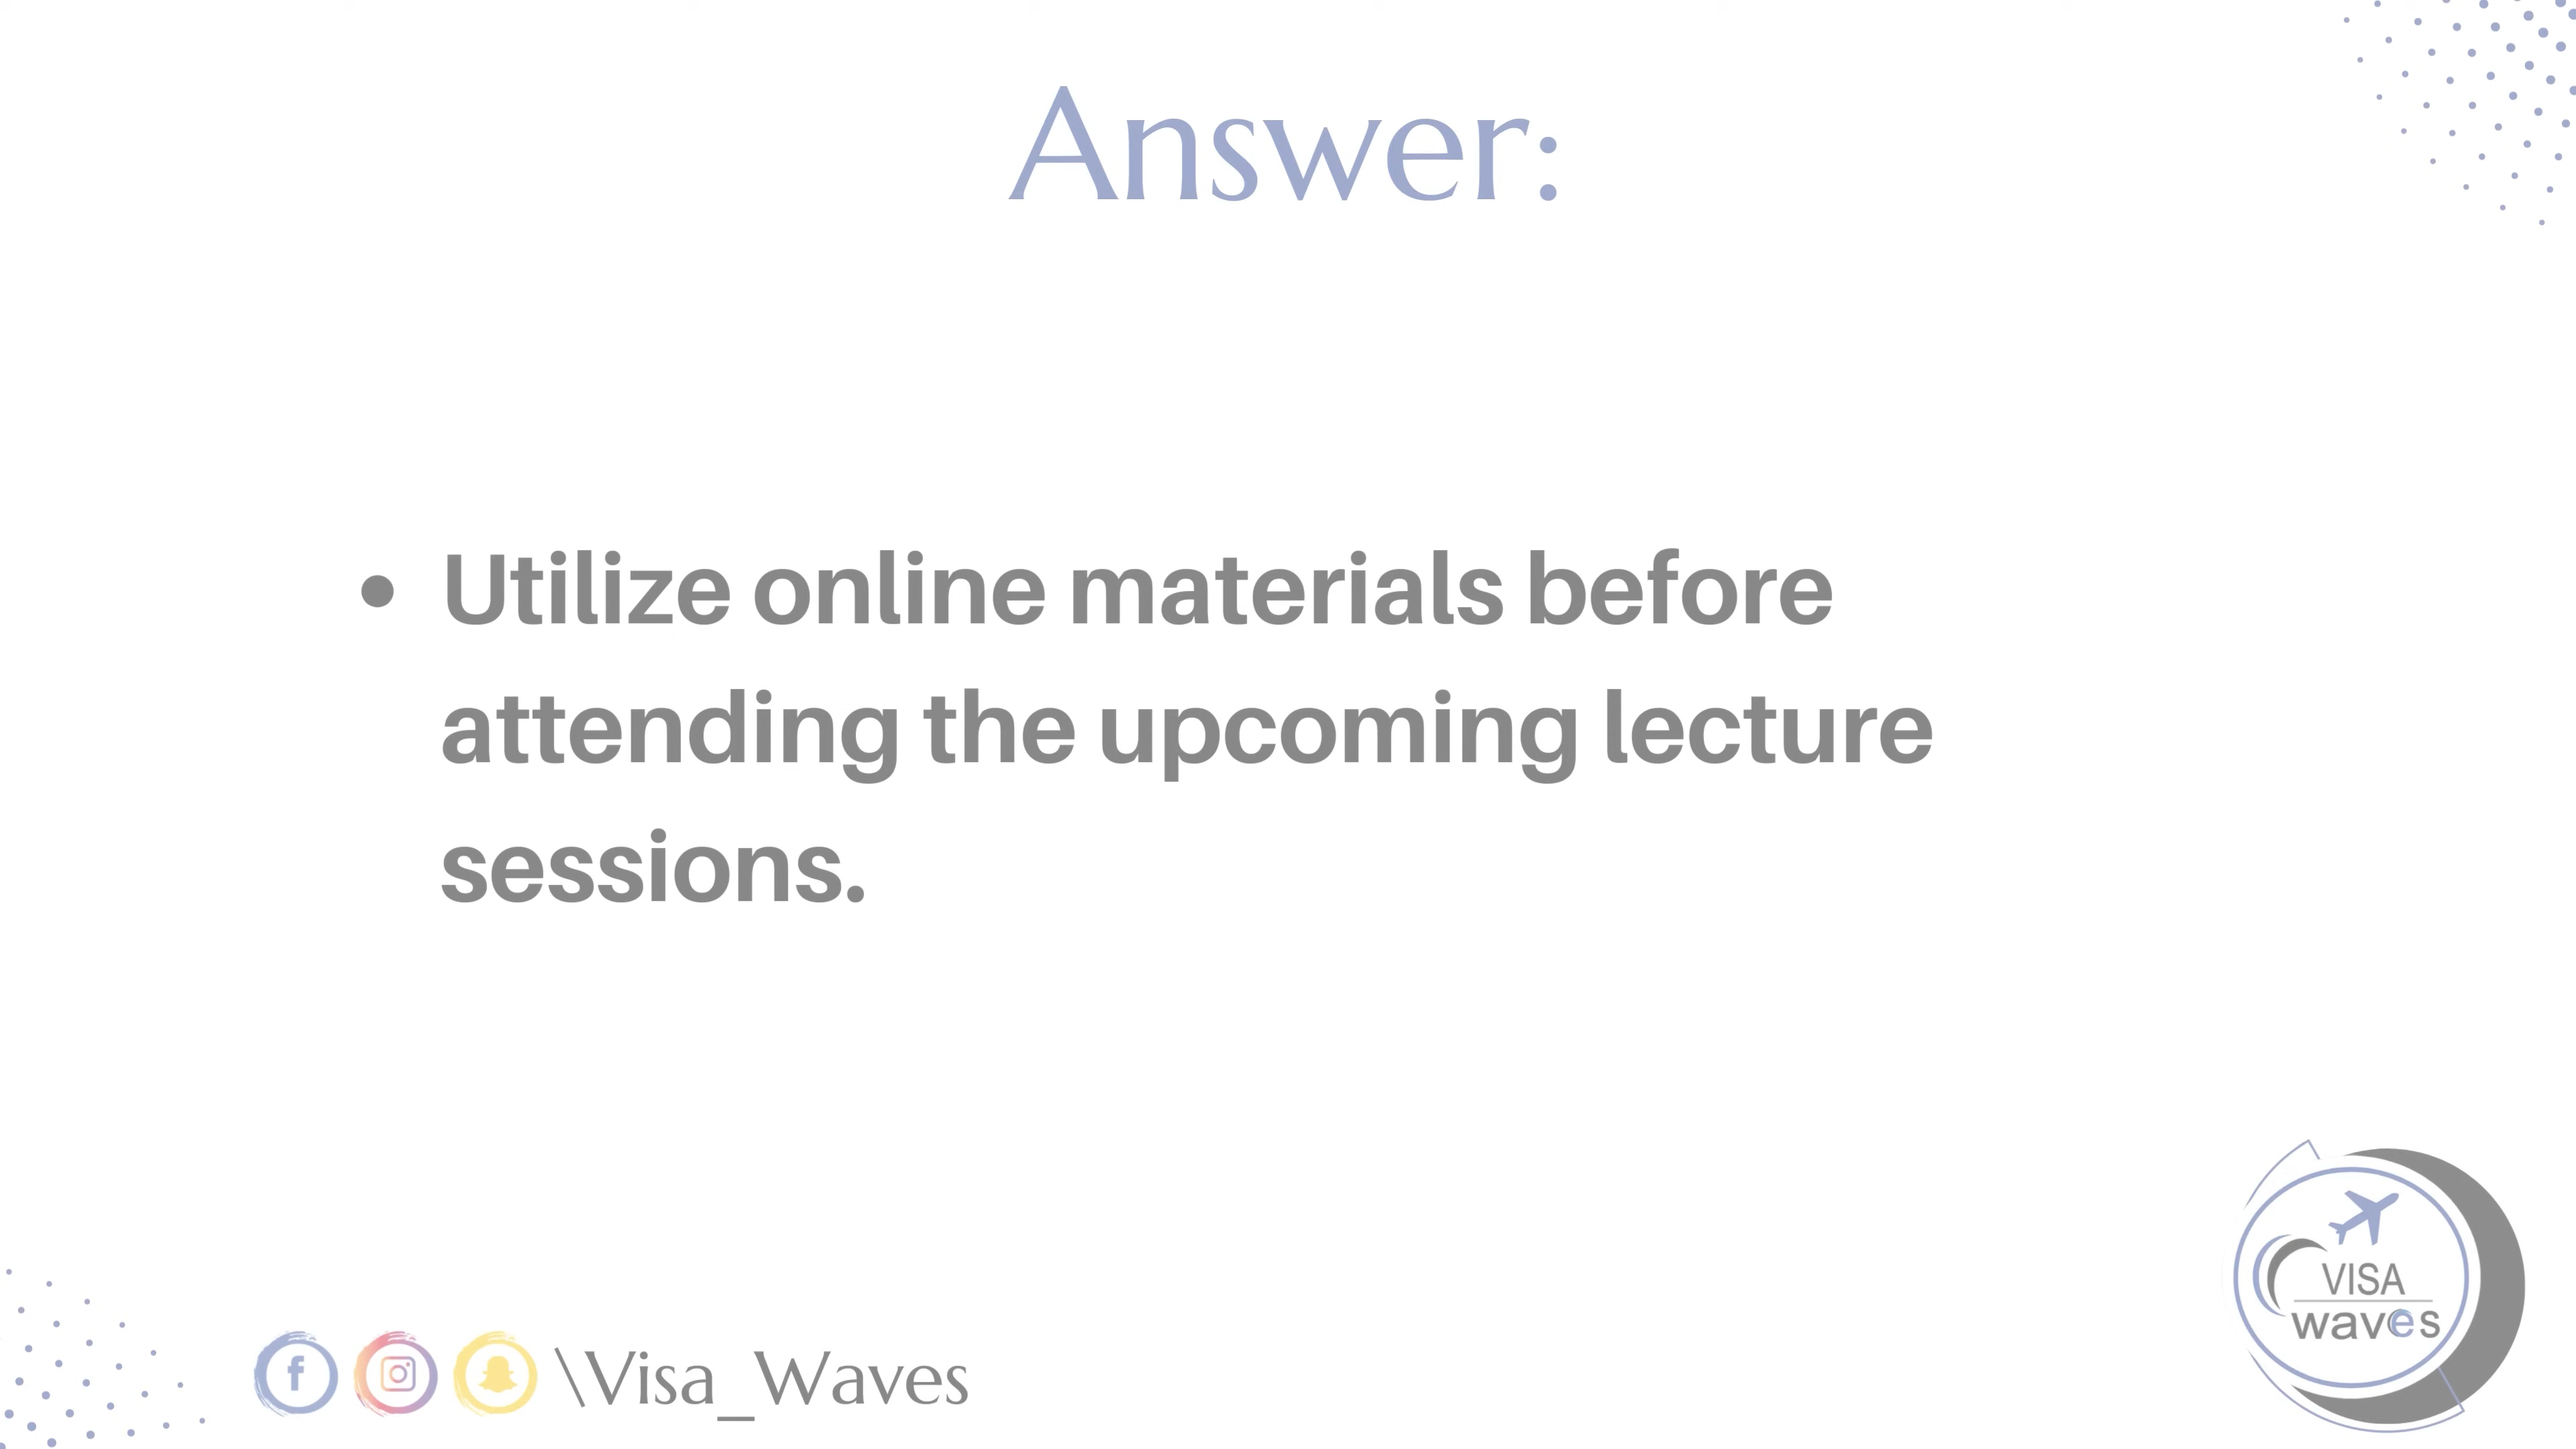 Answer:
• Utilize online materials before
attending the upcoming lecture
sessions.
\Visa_Waves
VISA
waves